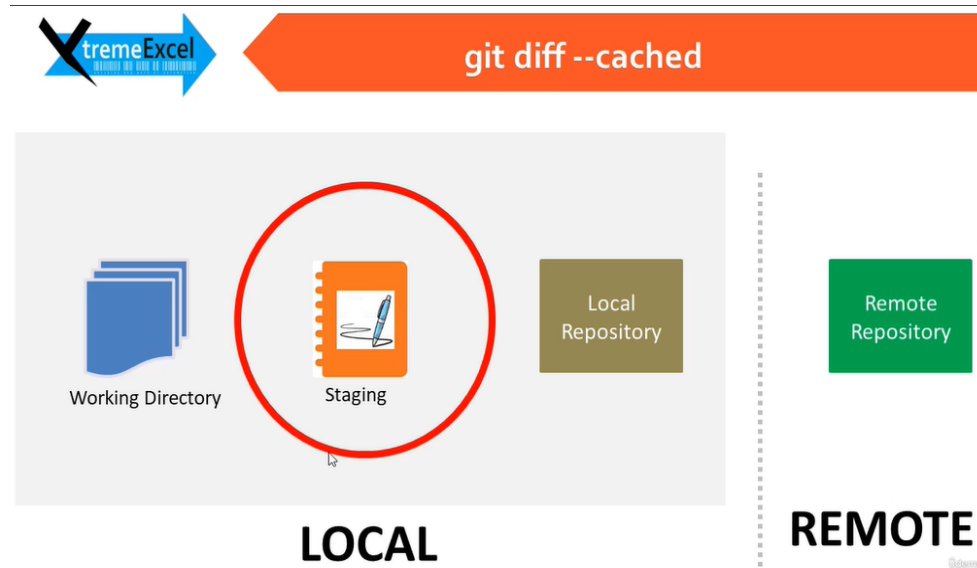 XtremeExcel
git diff --cached
Local
Repository
Remote
Repository
Working Directory
Staging
LOCAL
REMOTE